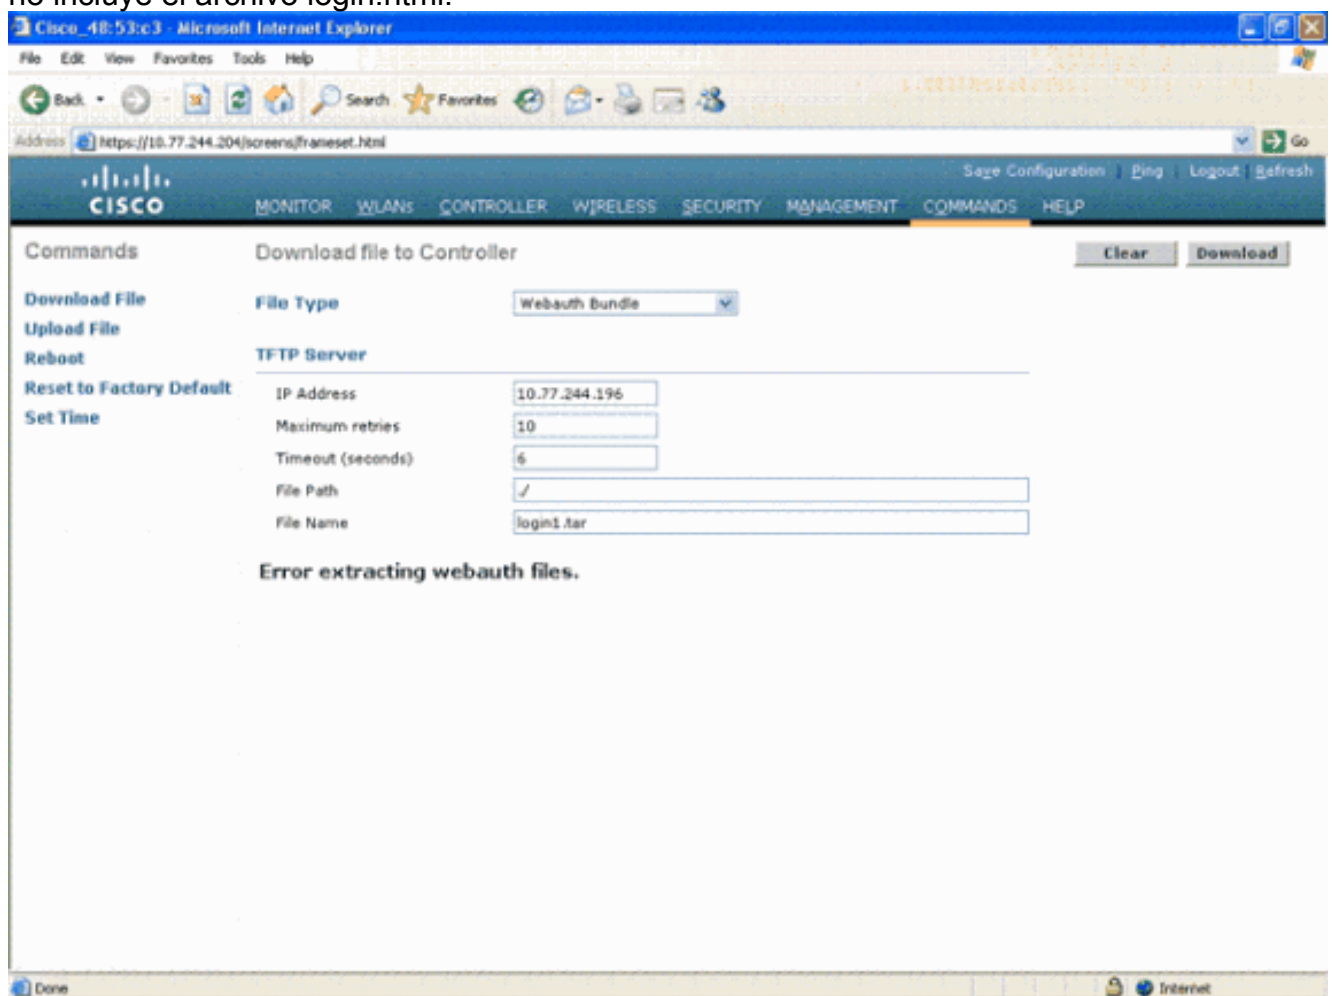 no incluye el archivo login.html.
Cisco_48:53:c3 - Microsoft Internet Explorer
File Edit View Favorites Tools Help
Back Search Favorites
Address https://10.77.244.204/screens/frameset.html Go
Save Configuration Ping Logout Refresh
CISCO MONITOR WLANs CONTROLLER WIRELESS SECURITY MANAGEMENT COMMANDS HELP
Commands
Download File
Upload File
Reboot
Reset to Factory Default
Set Time
Download file to Controller Clear Download
File Type Webauth Bundle
TFTP Server
IP Address 10.77.244.196
Maximum retries 10
Timeout (seconds) 6
File Path ./
File Name login1.tar
Error extracting webauth files.
Done Internet